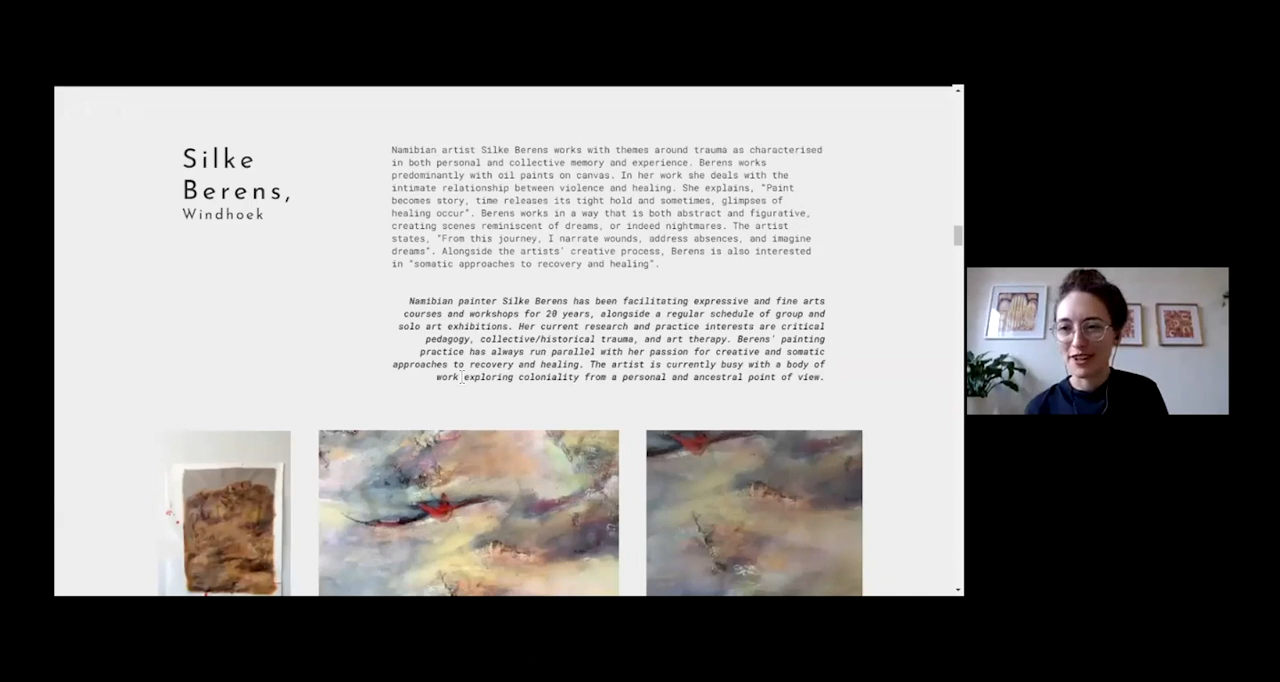 Silke
Berens,
Windhoek
Namibian artist Silke Berens works with themes around trauma as characterised
in both personal and collective memory and experience. Berens works
predominantly with oil paints on canvas. In her work she deals with the
intimate relationship between violence and healing. She explains, "Paint
becomes story, time releases its tight hold and sometimes, glimpses of
healing occur". Berens works in a way that is both abstract and figurative,
creating scenes reminiscent of dreams, or indeed nightmares. The artist
states, "From this journey, I narrate wounds, address absences, and imagine
dreams". Alongside the artists' creative process, Berens is also interested
in "somatic approaches to recovery and healing".
Namibian painter Silke Berens has been facilitating expressive and fine arts
courses and workshops for 20 years, alongside a regular schedule of group and
solo art exhibitions. Her current research and practice interests are critical
pedagogy, collective/historical trauma, and art therapy. Berens' painting
practice has always run parallel with her passion for creative and somatic
approaches to recovery and healing. The artist is currently busy with a body of
work exploring coloniality from a personal and ancestral point of view.